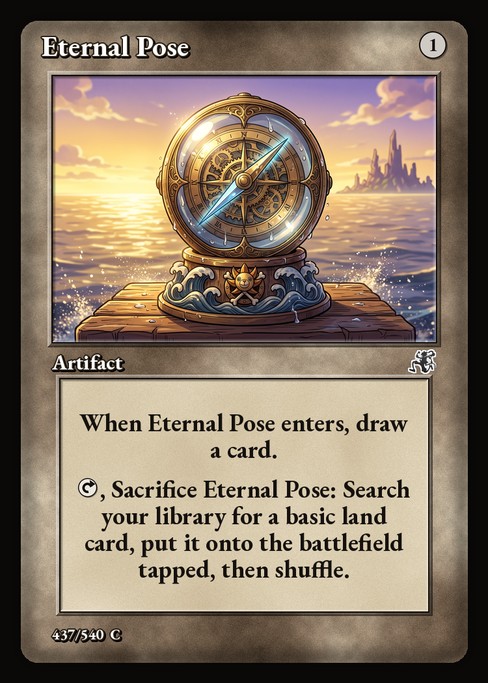 Eternal Pose 1
Artifact
When Eternal Pose enters, draw
a card.
, Sacrifice Eternal Pose: Search
your library for a basic land
card, put it onto the battlefield
tapped, then shuffle.
437/540 C